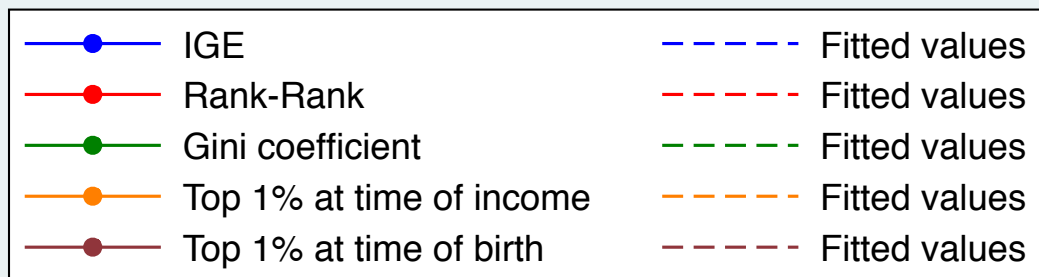 IGE Fitted values
Rank-Rank Fitted values
Gini coefficient Fitted values
Top 1% at time of income Fitted values
Top 1% at time of birth Fitted values